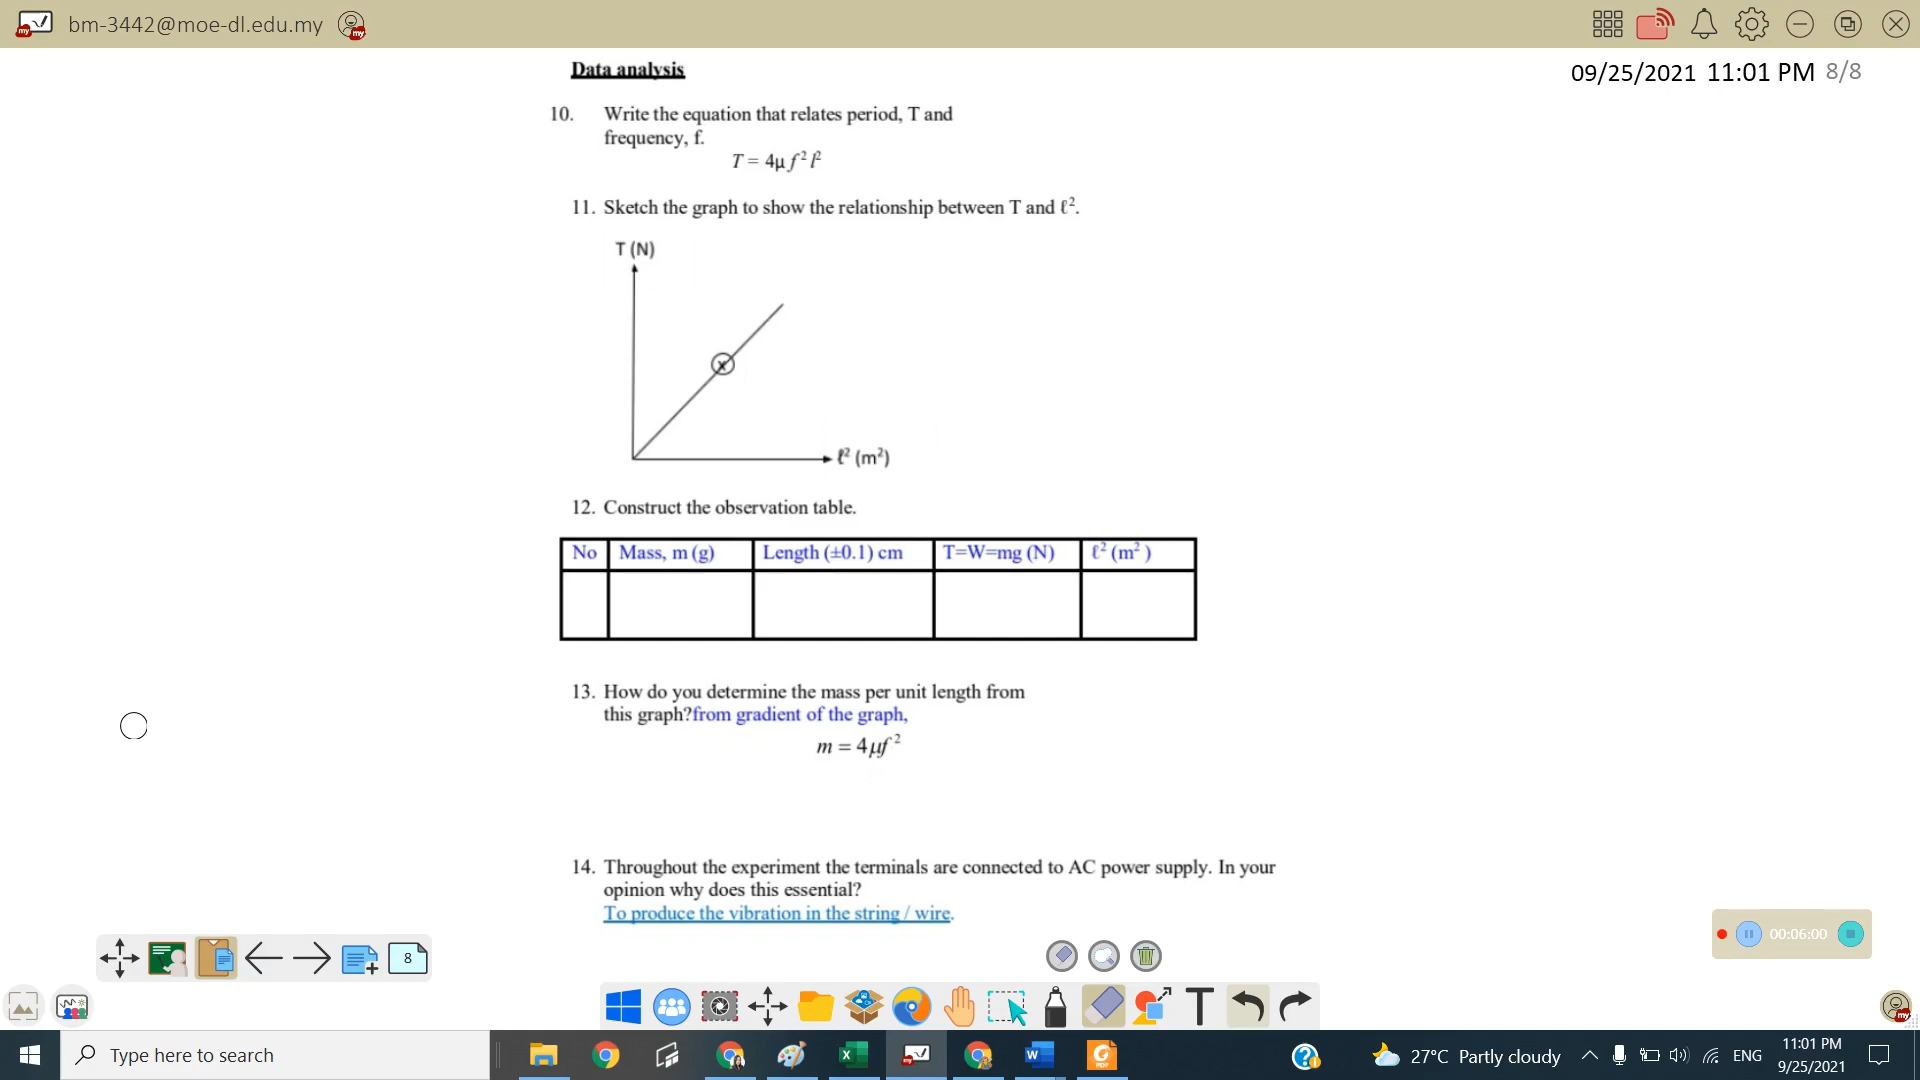 bm-3442@moe-dl.edu.my
09/25/2021 11:01 PM 8/8
Data analysis
10. Write the equation that relates period, T and
frequency, f.
T = 4μ f² l²
11. Sketch the graph to show the relationship between T and ℓ².
T (N)
x
ℓ² (m²)
12. Construct the observation table.
No Mass, m (g) Length (±0.1) cm T=W=mg (N) ℓ² (m² )
13. How do you determine the mass per unit length from
this graph?from gradient of the graph,
m = 4μf ²
14. Throughout the experiment the terminals are connected to AC power supply. In your
opinion why does this essential?
To produce the vibration in the string / wire.
00:06:00
8
Type here to search
27°C Partly cloudy
ENG
11:01 PM
9/25/2021